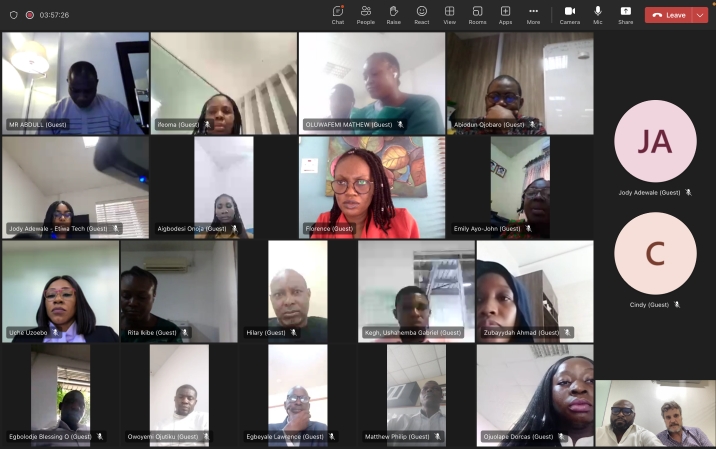 03:57:26
Chat
People
Raise
React
View
Rooms
Apps
More
Camera
Mic
Share
Leave
MR ABDULL (Guest)
Ifeoma (Guest)
OLUWAFEMI MATHEW (Guest)
Abiodun Ojobaro (Guest)
JA
Jody Adewale (Guest)
Jody Adewale - Etiwa Tech (Guest)
Aigbodesi Onoja (Guest)
Florence (Guest)
Emily Ayo-John (Guest)
C
Cindy (Guest)
Uche Uzoebo
Rita Ikibe (Guest)
Hilary (Guest)
Kegh, Ushahemba Gabriel (Guest)
Zubayydah Ahmad (Guest)
Egbolodje Blessing O (Guest)
Owoyemi Ojutiku (Guest)
Egbeyale Lawrence (Guest)
Matthew Philip (Guest)
Ojuolape Dorcas (Guest)